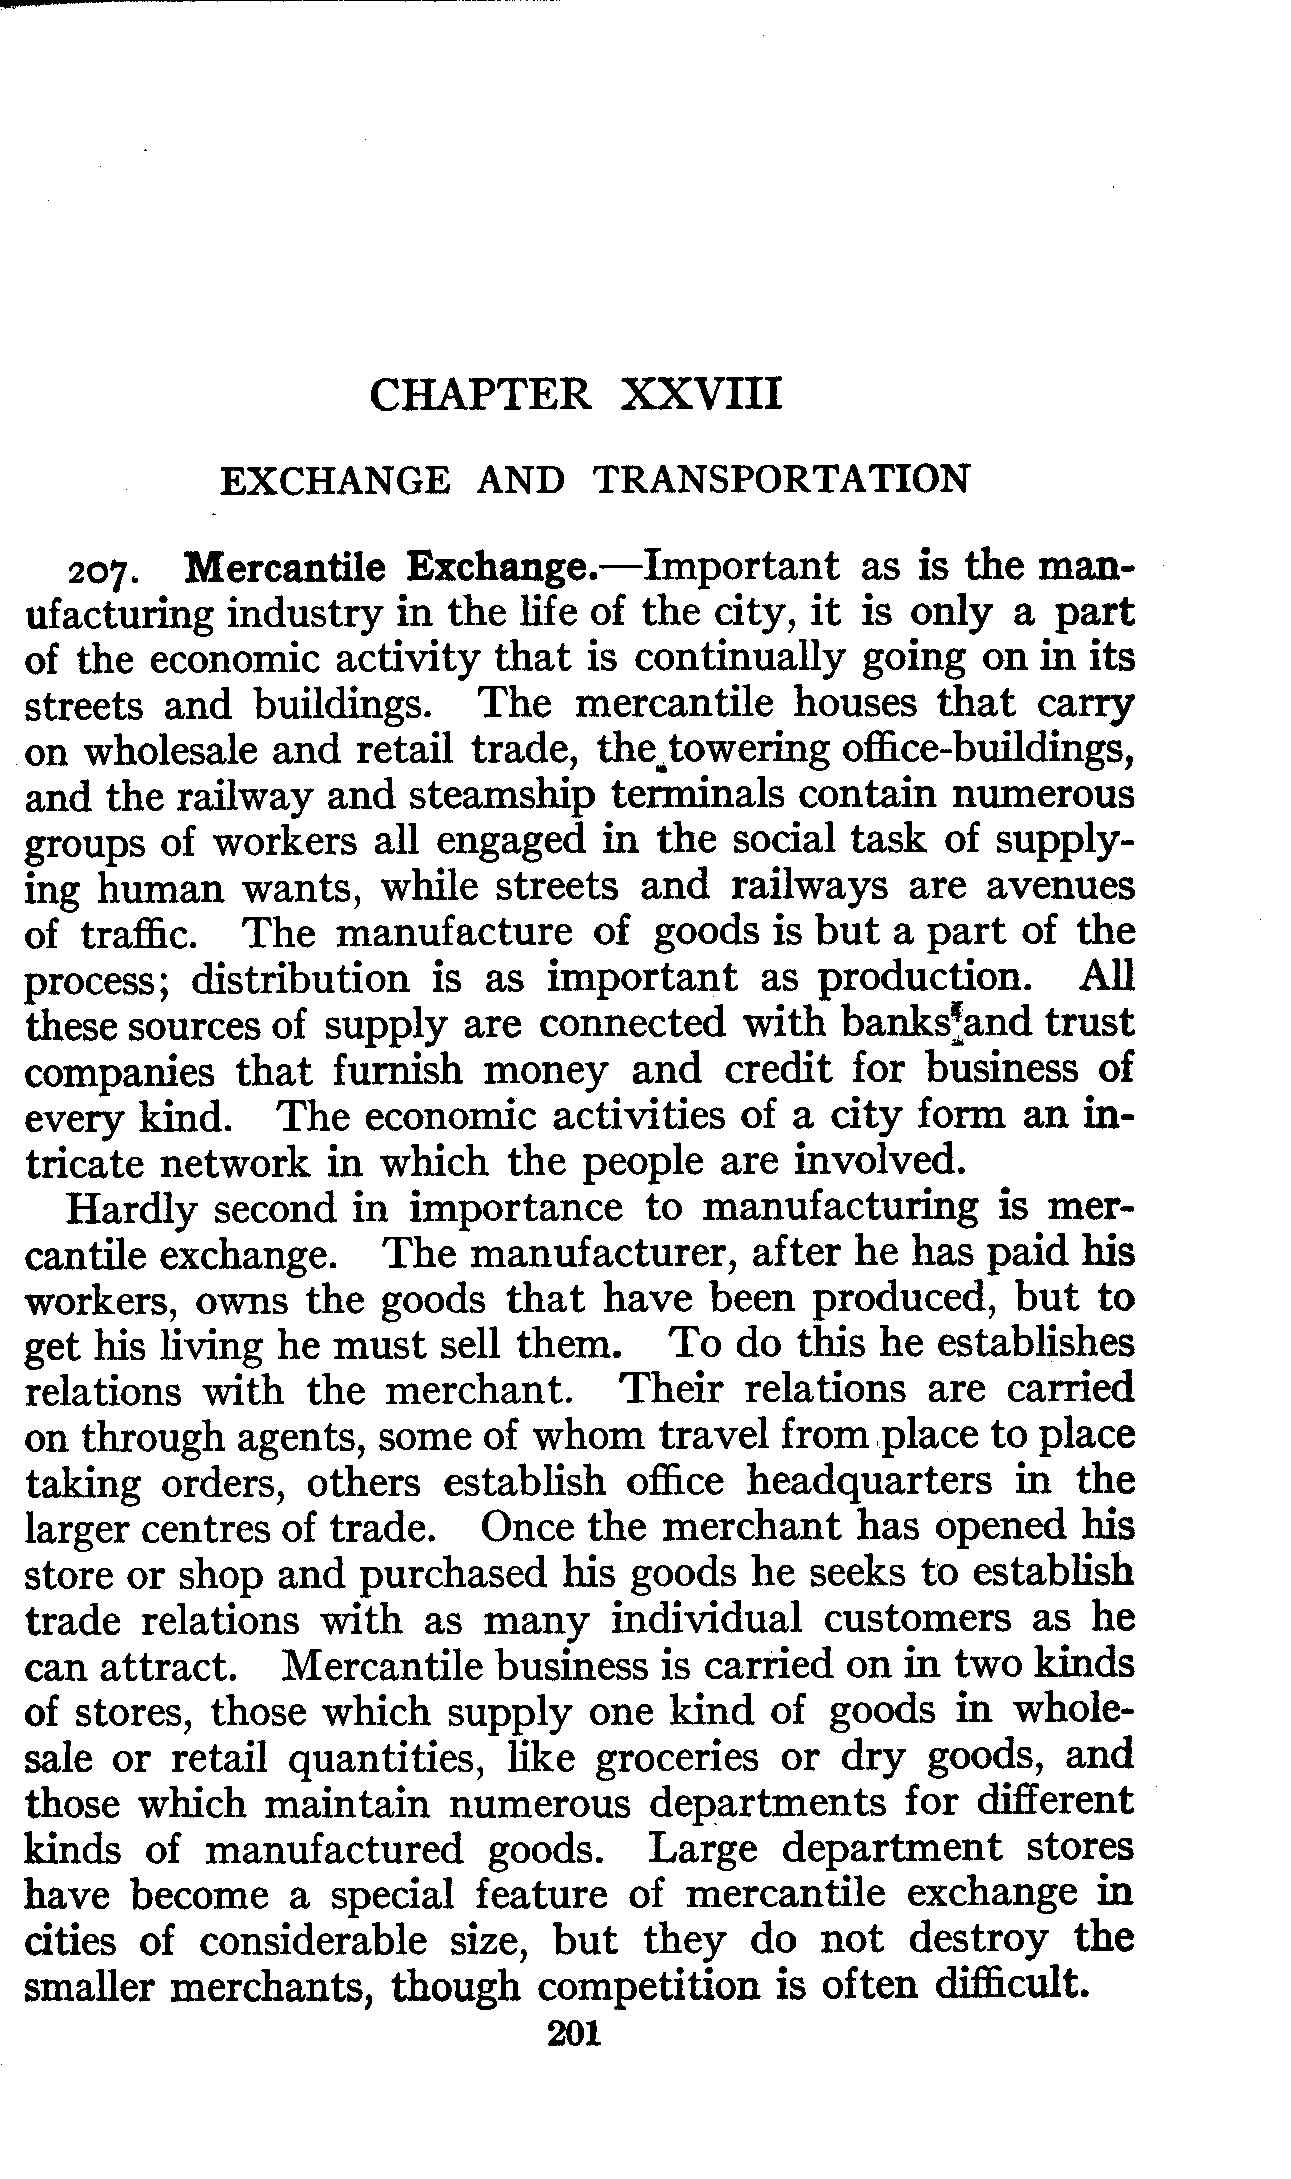 CHAPTER XXVIII
EXCHANGE AND TRANSPORTATION
207. Mercantile Exchange.—Important as is the man-
ufacturing industry in the life of the city, it is only a part
of the economic activity that is continually going on in its
streets and buildings. The mercantile houses that carry
on wholesale and retail trade, the towering office-buildings,
and the railway and steamship terminals contain numerous
groups of workers all engaged in the social task of supply-
ing human wants, while streets and railways are avenues
of traffic. The manufacture of goods is but a part of the
process; distribution is as important as production. All
these sources of supply are connected with banks and trust
companies that furnish money and credit for business of
every kind. The economic activities of a city form an in-
tricate network in which the people are involved.
Hardly second in importance to manufacturing is mer-
cantile exchange. The manufacturer, after he has paid his
workers, owns the goods that have been produced, but to
get his living he must sell them. To do this he establishes
relations with the merchant. Their relations are carried
on through agents, some of whom travel from place to place
taking orders, others establish office headquarters in the
larger centres of trade. Once the merchant has opened his
store or shop and purchased his goods he seeks to establish
trade relations with as many individual customers as he
can attract. Mercantile business is carried on in two kinds
of stores, those which supply one kind of goods in whole-
sale or retail quantities, like groceries or dry goods, and
those which maintain numerous departments for different
kinds of manufactured goods. Large department stores
have become a special feature of mercantile exchange in
cities of considerable size, but they do not destroy the
smaller merchants, though competition is often difficult.
201